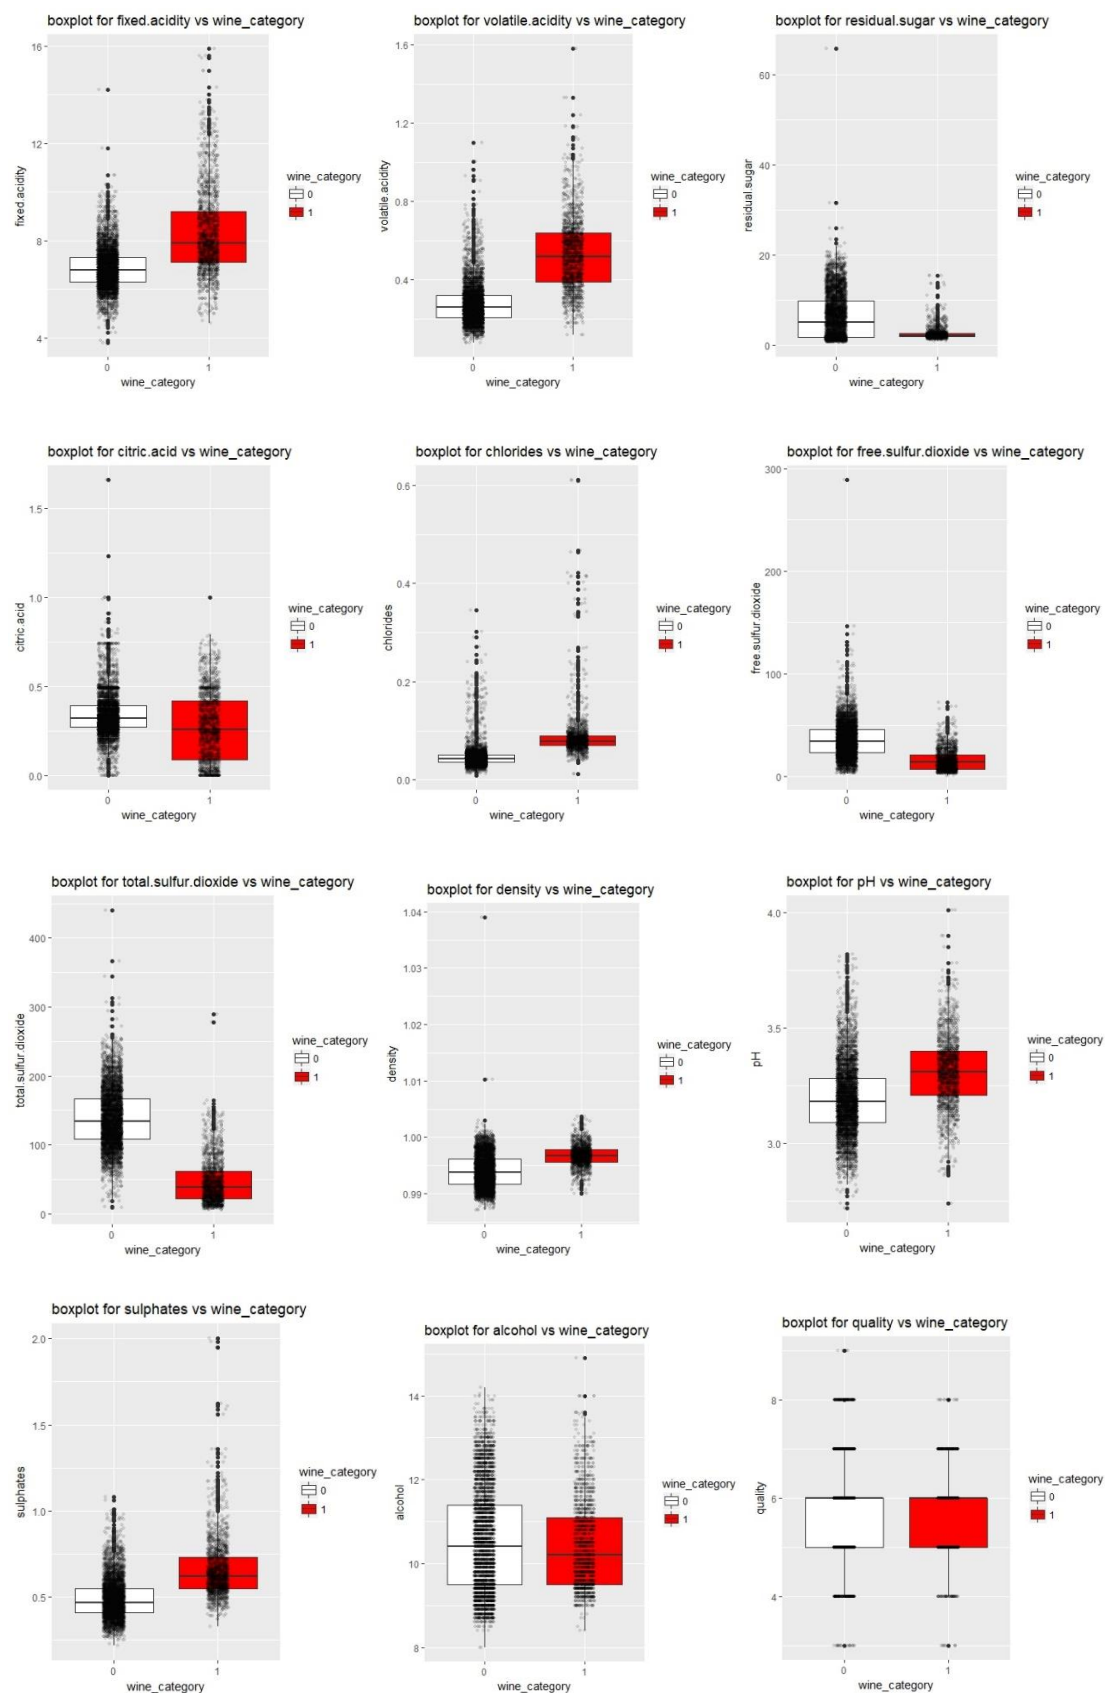 boxplot for fixed.acidity vs wine_category
16
12
8
4
fixed.acidity
0 1
wine_category
wine_category
0
1
boxplot for volatile.acidity vs wine_category
1.6
1.2
0.8
0.4
volatile.acidity
0 1
wine_category
wine_category
0
1
boxplot for residual.sugar vs wine_category
60
40
20
0
residual.sugar
0 1
wine_category
wine_category
0
1
boxplot for citric.acid vs wine_category
1.5
1.0
0.5
0.0
citric.acid
0 1
wine_category
wine_category
0
1
boxplot for chlorides vs wine_category
0.6
0.4
0.2
0.0
chlorides
0 1
wine_category
wine_category
0
1
boxplot for free.sulfur.dioxide vs wine_category
300
200
100
0
free.sulfur.dioxide
0 1
wine_category
wine_category
0
1
boxplot for total.sulfur.dioxide vs wine_category
400
300
200
100
0
total.sulfur.dioxide
0 1
wine_category
wine_category
0
1
boxplot for density vs wine_category
1.04
1.03
1.02
1.01
1.00
0.99
density
0 1
wine_category
wine_category
0
1
boxplot for pH vs wine_category
4.0
3.5
3.0
pH
0 1
wine_category
wine_category
0
1
boxplot for sulphates vs wine_category
2.0
1.5
1.0
0.5
sulphates
0 1
wine_category
wine_category
0
1
boxplot for alcohol vs wine_category
14
12
10
8
alcohol
0 1
wine_category
wine_category
0
1
boxplot for quality vs wine_category
8
6
4
quality
0 1
wine_category
wine_category
0
1